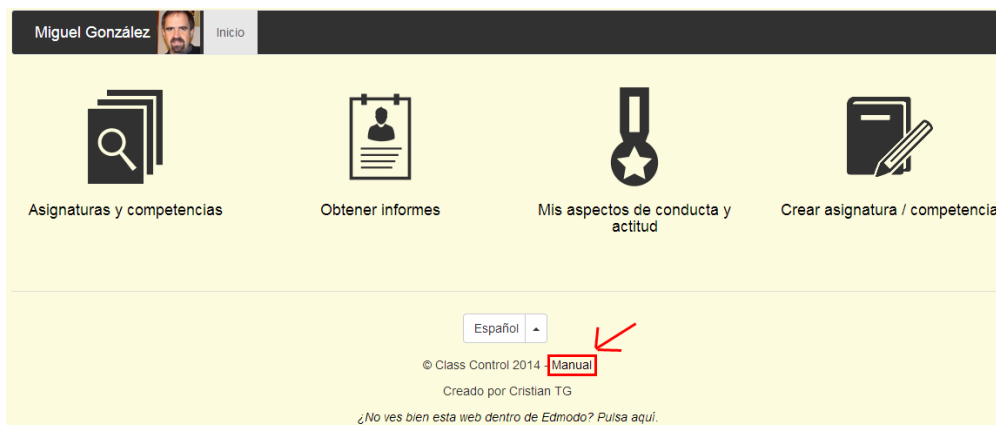 Miguel González Inicio
Asignaturas y competencias
Obtener informes
Mis aspectos de conducta y
actitud
Crear asignatura / competencia
Español
© Class Control 2014 - Manual
Creado por Cristian TG
¿No ves bien esta web dentro de Edmodo? Pulsa aquí.